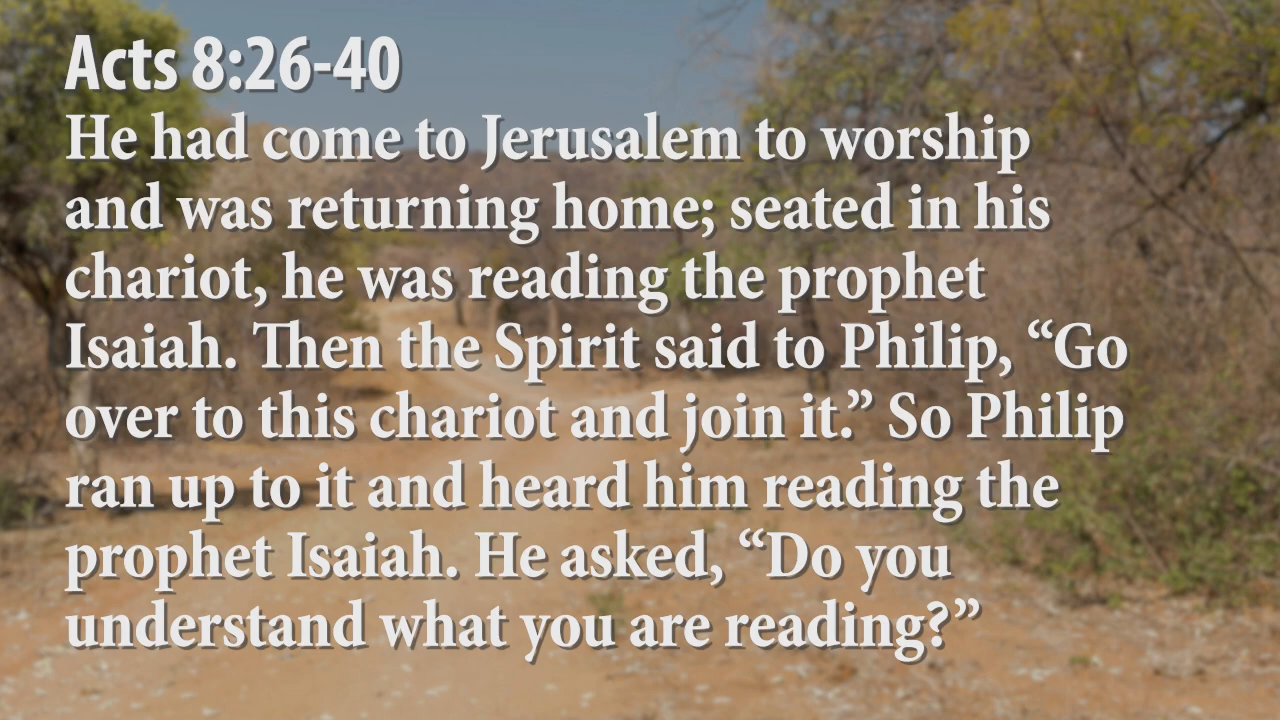 Acts 8:26-40
He had come to Jerusalem to worship
and was returning home; seated in his
chariot, he was reading the prophet
Isaiah. Then the Spirit said to Philip, “Go
over to this chariot and join it.” So Philip
ran up to it and heard him reading the
prophet Isaiah. He asked, “Do you
understand what you are reading?”